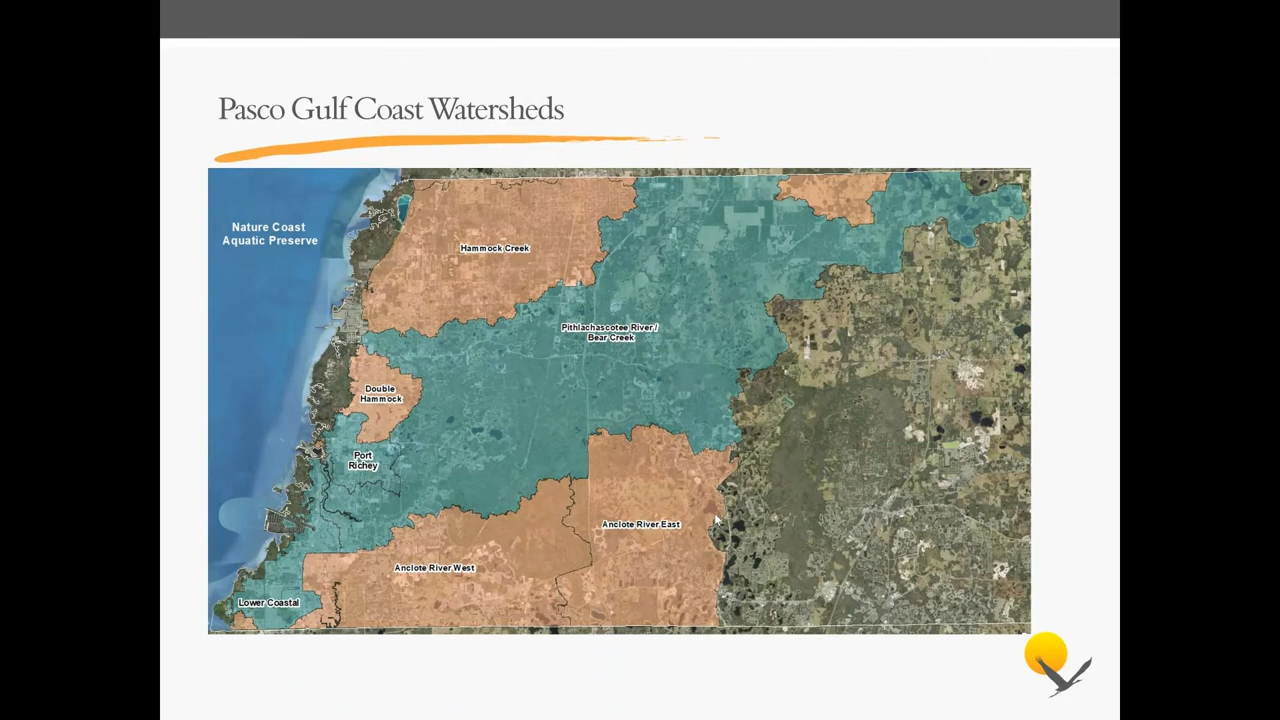 Pasco Gulf Coast Watersheds
Nature Coast
Aquatic Preserve
Hammock Creek
Pithlachascotee River /
Bear Creek
Double
Hammock
Port
Richey
Anclote River East
Anclote River West
Lower Coastal